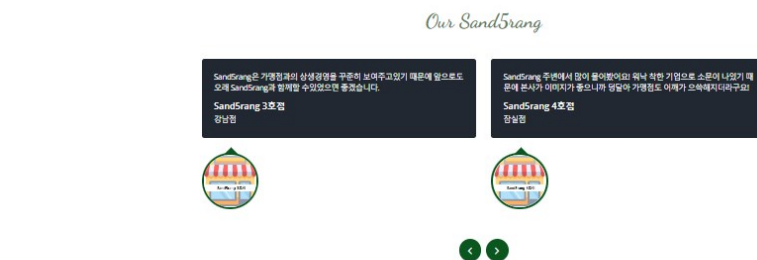 Our Sand5rang
Sand5rang은 가맹점과의 상생경영을 꾸준히 보여주고있기 때문에 앞으로도
오래 Sand5rang과 함께할 수있었으면 좋겠습니다.
Sand5rang 3호점
강남점
Sand5rang 주변에서 많이 물어봤어요! 워낙 착한 기업으로 소문이 나있기 때
문에 본사가 이미지가 좋으니까 덩달아 가맹점도 어깨가 으쓱해지더라구요!
Sand5rang 4호점
잠실점